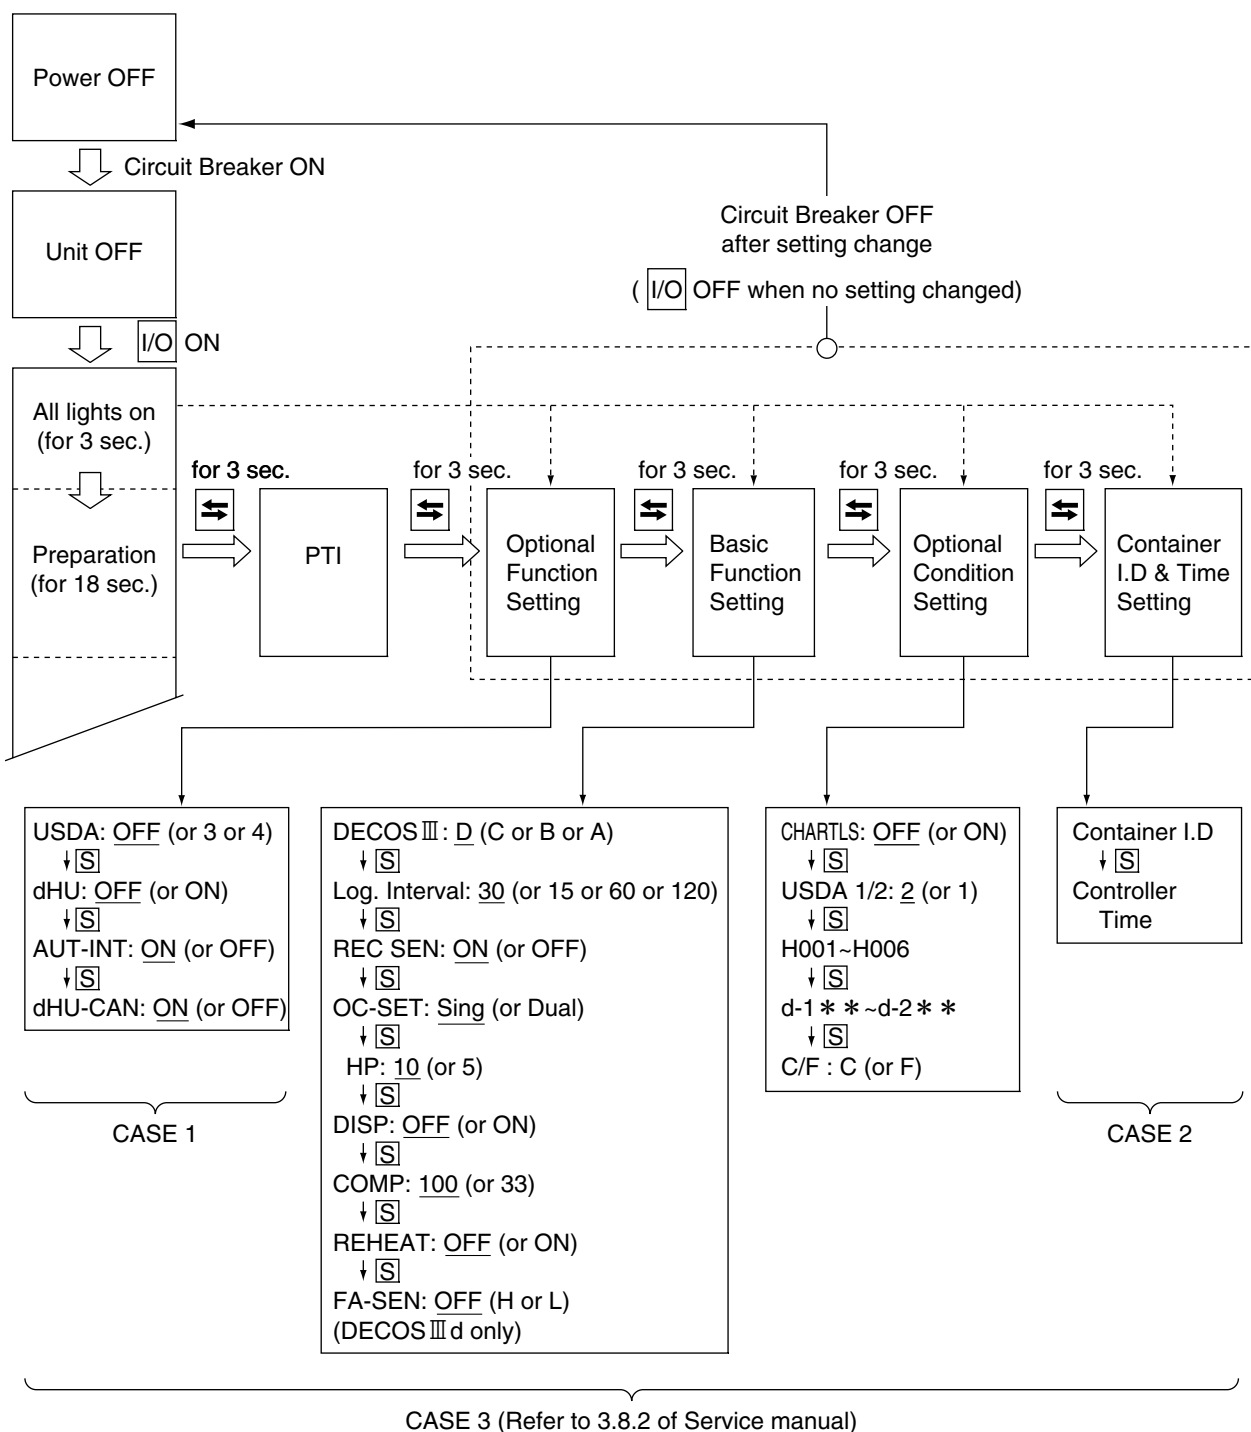 Power OFF
Circuit Breaker ON
Unit OFF
I/O ON
Circuit Breaker OFF
after setting change
( I/O OFF when no setting changed)
All lights on
(for 3 sec.)
Preparation
(for 18 sec.)
for 3 sec.
PTI
for 3 sec.
Optional
Function
Setting
for 3 sec.
Basic
Function
Setting
for 3 sec.
Optional
Condition
Setting
for 3 sec.
Container
I.D & Time
Setting
USDA: OFF (or 3 or 4)
S
dHU: OFF (or ON)
S
AUT-INT: ON (or OFF)
S
dHU-CAN: ON (or OFF)
CASE 1
DECOSⅢ: D (C or B or A)
S
Log. Interval: 30 (or 15 or 60 or 120)
S
REC SEN: ON (or OFF)
S
OC-SET: Sing (or Dual)
S
HP: 10 (or 5)
S
DISP: OFF (or ON)
S
COMP: 100 (or 33)
S
REHEAT: OFF (or ON)
S
FA-SEN: OFF (H or L)
(DECOSⅢd only)
CHARTLS: OFF (or ON)
S
USDA 1/2: 2 (or 1)
S
H001~H006
S
d-1＊＊~d-2＊＊
S
C/F : C (or F)
Container I.D
S
Controller
Time
CASE 2
CASE 3 (Refer to 3.8.2 of Service manual)